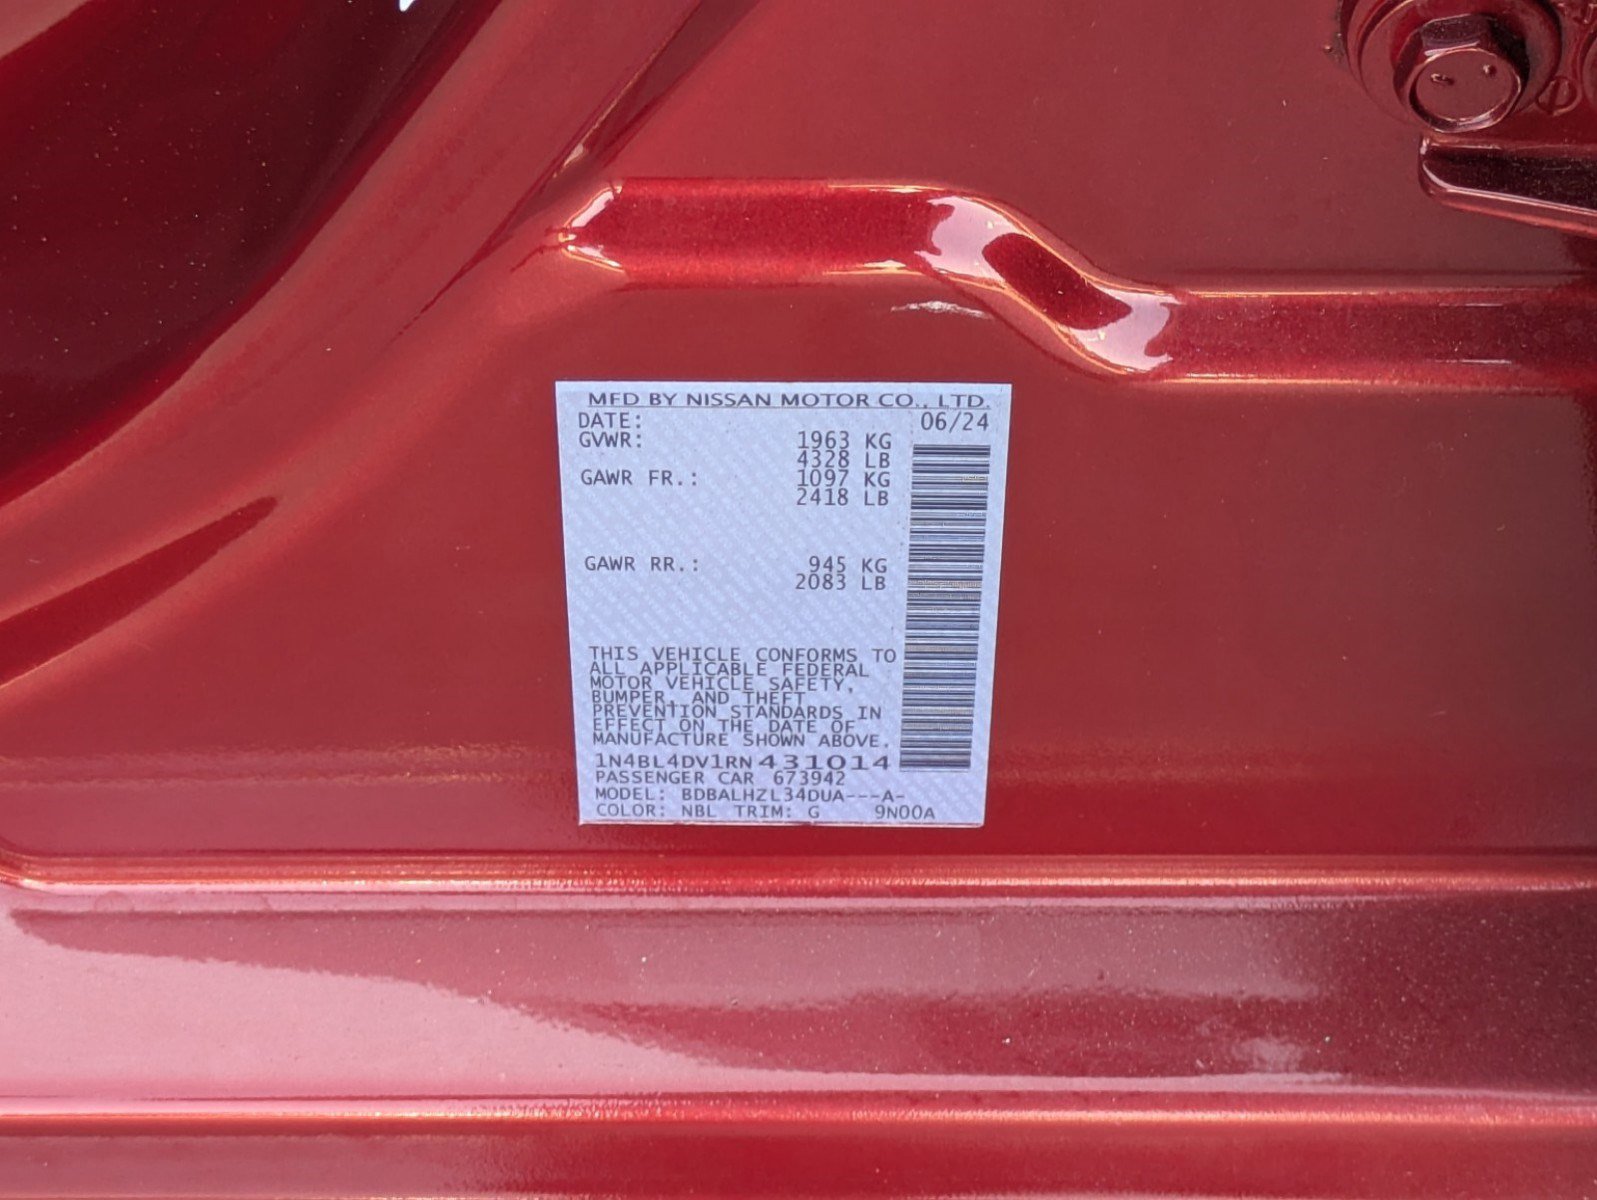 MFD BY NISSAN MOTOR CO., LTD.
DATE: 06/24
GVWR: 1963 KG
4328 LB
GAWR FR.: 1097 KG
2418 LB
GAWR RR.: 945 KG
2083 LB
THIS VEHICLE CONFORMS TO
ALL APPLICABLE FEDERAL
MOTOR VEHICLE SAFETY,
BUMPER, AND THEFT
PREVENTION STANDARDS IN
EFFECT ON THE DATE OF
MANUFACTURE SHOWN ABOVE.
1N4BL4DV1RN431014
PASSENGER CAR 673942
MODEL: BDBALHZL34DUA---A-
COLOR: NBL TRIM: G 9N00A